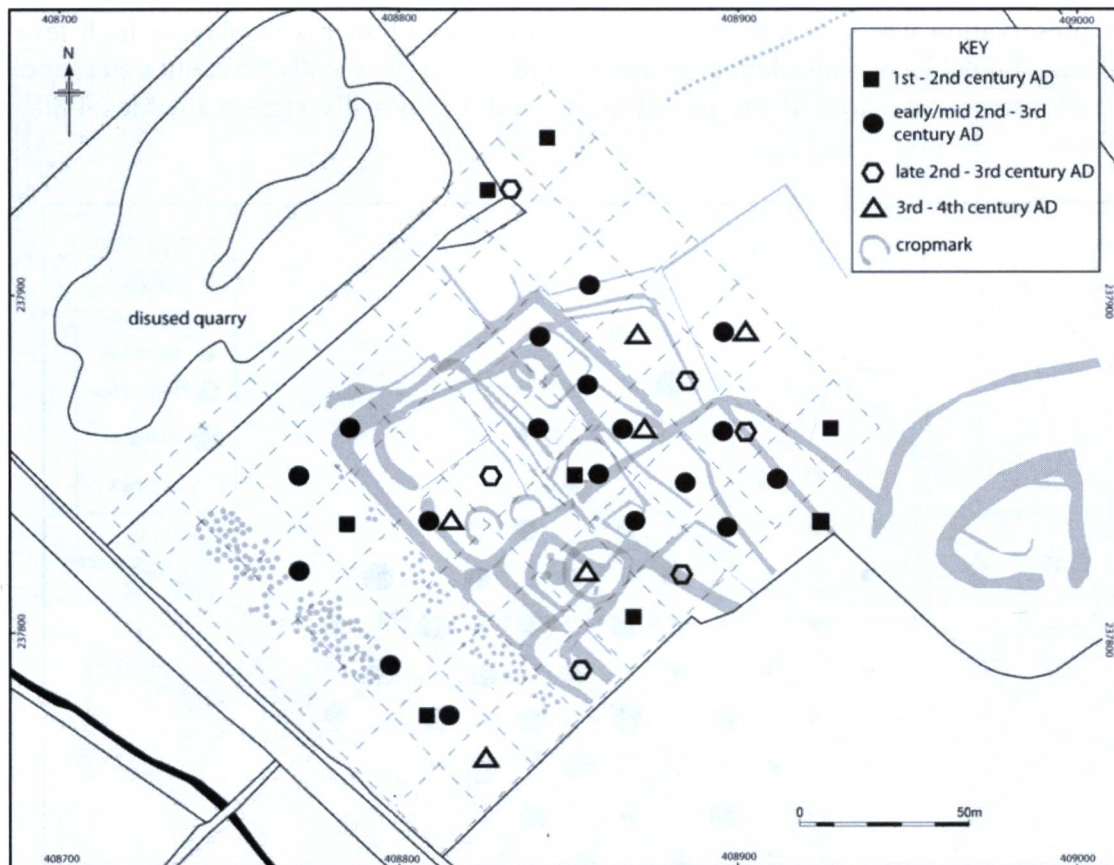 408700
408800
408900
409000
N
KEY
1st - 2nd century AD
early/mid 2nd - 3rd
century AD
late 2nd - 3rd century AD
3rd - 4th century AD
cropmark
237900
237900
disused quarry
237800
237800
0
50m
408700
408800
408900
409000